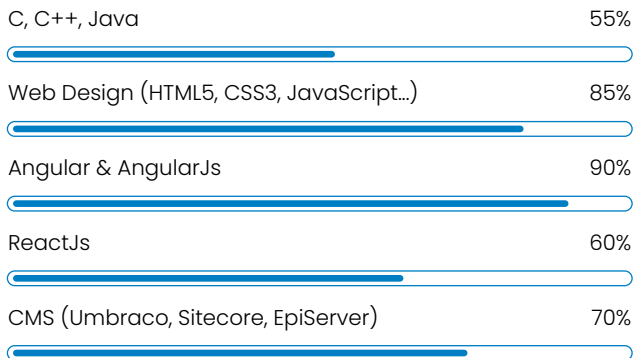 C, C++, Java 55%
Web Design (HTML5, CSS3, JavaScript...) 85%
Angular & AngularJs 90%
ReactJs 60%
CMS (Umbraco, Sitecore, EpiServer) 70%